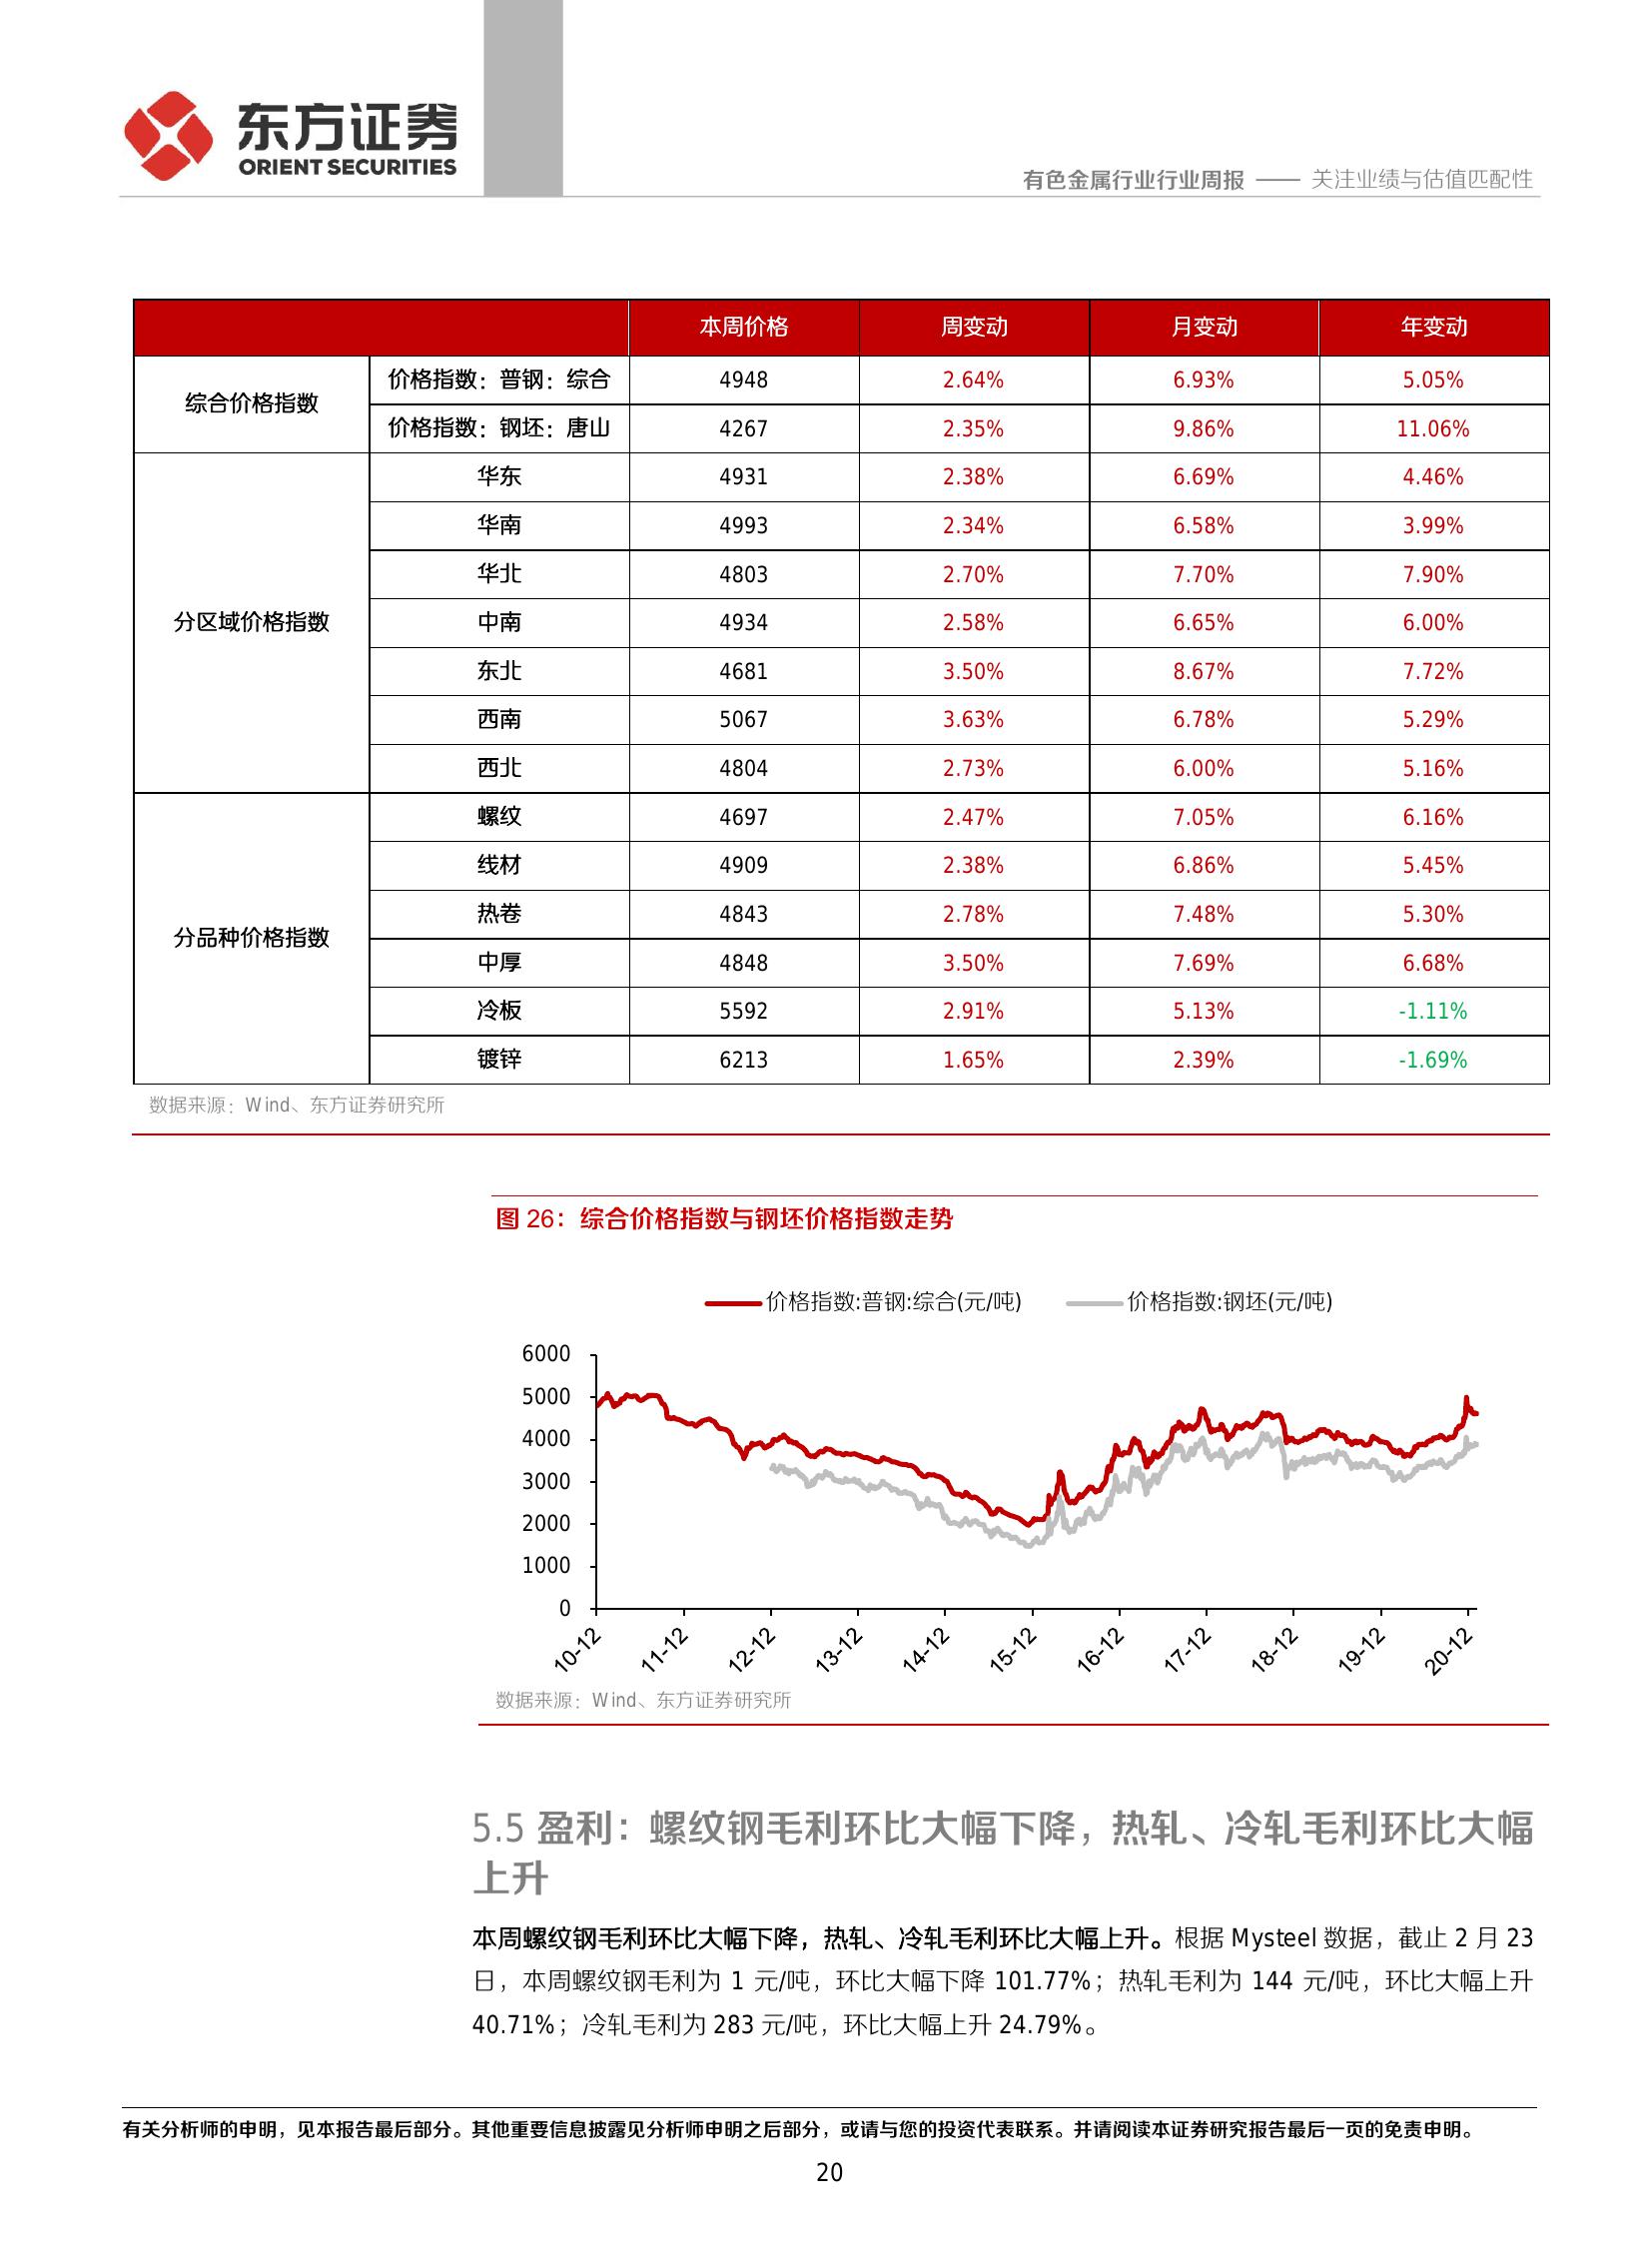 东方证券
ORIENT SECURITIES
有色金属行业行业周报 —— 关注业绩与估值匹配性
本周价格 周变动 月变动 年变动
综合价格指数 价格指数：普钢：综合 4948 2.64% 6.93% 5.05%
价格指数：钢坯：唐山 4267 2.35% 9.86% 11.06%
分区域价格指数 华东 4931 2.38% 6.69% 4.46%
华南 4993 2.34% 6.58% 3.99%
华北 4803 2.70% 7.70% 7.90%
中南 4934 2.58% 6.65% 6.00%
东北 4681 3.50% 8.67% 7.72%
西南 5067 3.63% 6.78% 5.29%
西北 4804 2.73% 6.00% 5.16%
分品种价格指数 螺纹 4697 2.47% 7.05% 6.16%
线材 4909 2.38% 6.86% 5.45%
热卷 4843 2.78% 7.48% 5.30%
中厚 4848 3.50% 7.69% 6.68%
冷板 5592 2.91% 5.13% -1.11%
镀锌 6213 1.65% 2.39% -1.69%
数据来源：Wind、东方证券研究所
图 26：综合价格指数与钢坯价格指数走势
价格指数:普钢:综合(元/吨) 价格指数:钢坯(元/吨)
6000
5000
4000
3000
2000
1000
0
10-12 11-12 12-12 13-12 14-12 15-12 16-12 17-12 18-12 19-12 20-12
数据来源：Wind、东方证券研究所
5.5 盈利：螺纹钢毛利环比大幅下降，热轧、冷轧毛利环比大幅
上升
本周螺纹钢毛利环比大幅下降，热轧、冷轧毛利环比大幅上升。根据 Mysteel 数据，截止 2 月 23
日，本周螺纹钢毛利为 1 元/吨，环比大幅下降 101.77%；热轧毛利为 144 元/吨，环比大幅上升
40.71%；冷轧毛利为 283 元/吨，环比大幅上升 24.79%。
有关分析师的申明，见本报告最后部分。其他重要信息披露见分析师申明之后部分，或请与您的投资代表联系。并请阅读本证券研究报告最后一页的免责申明。
20